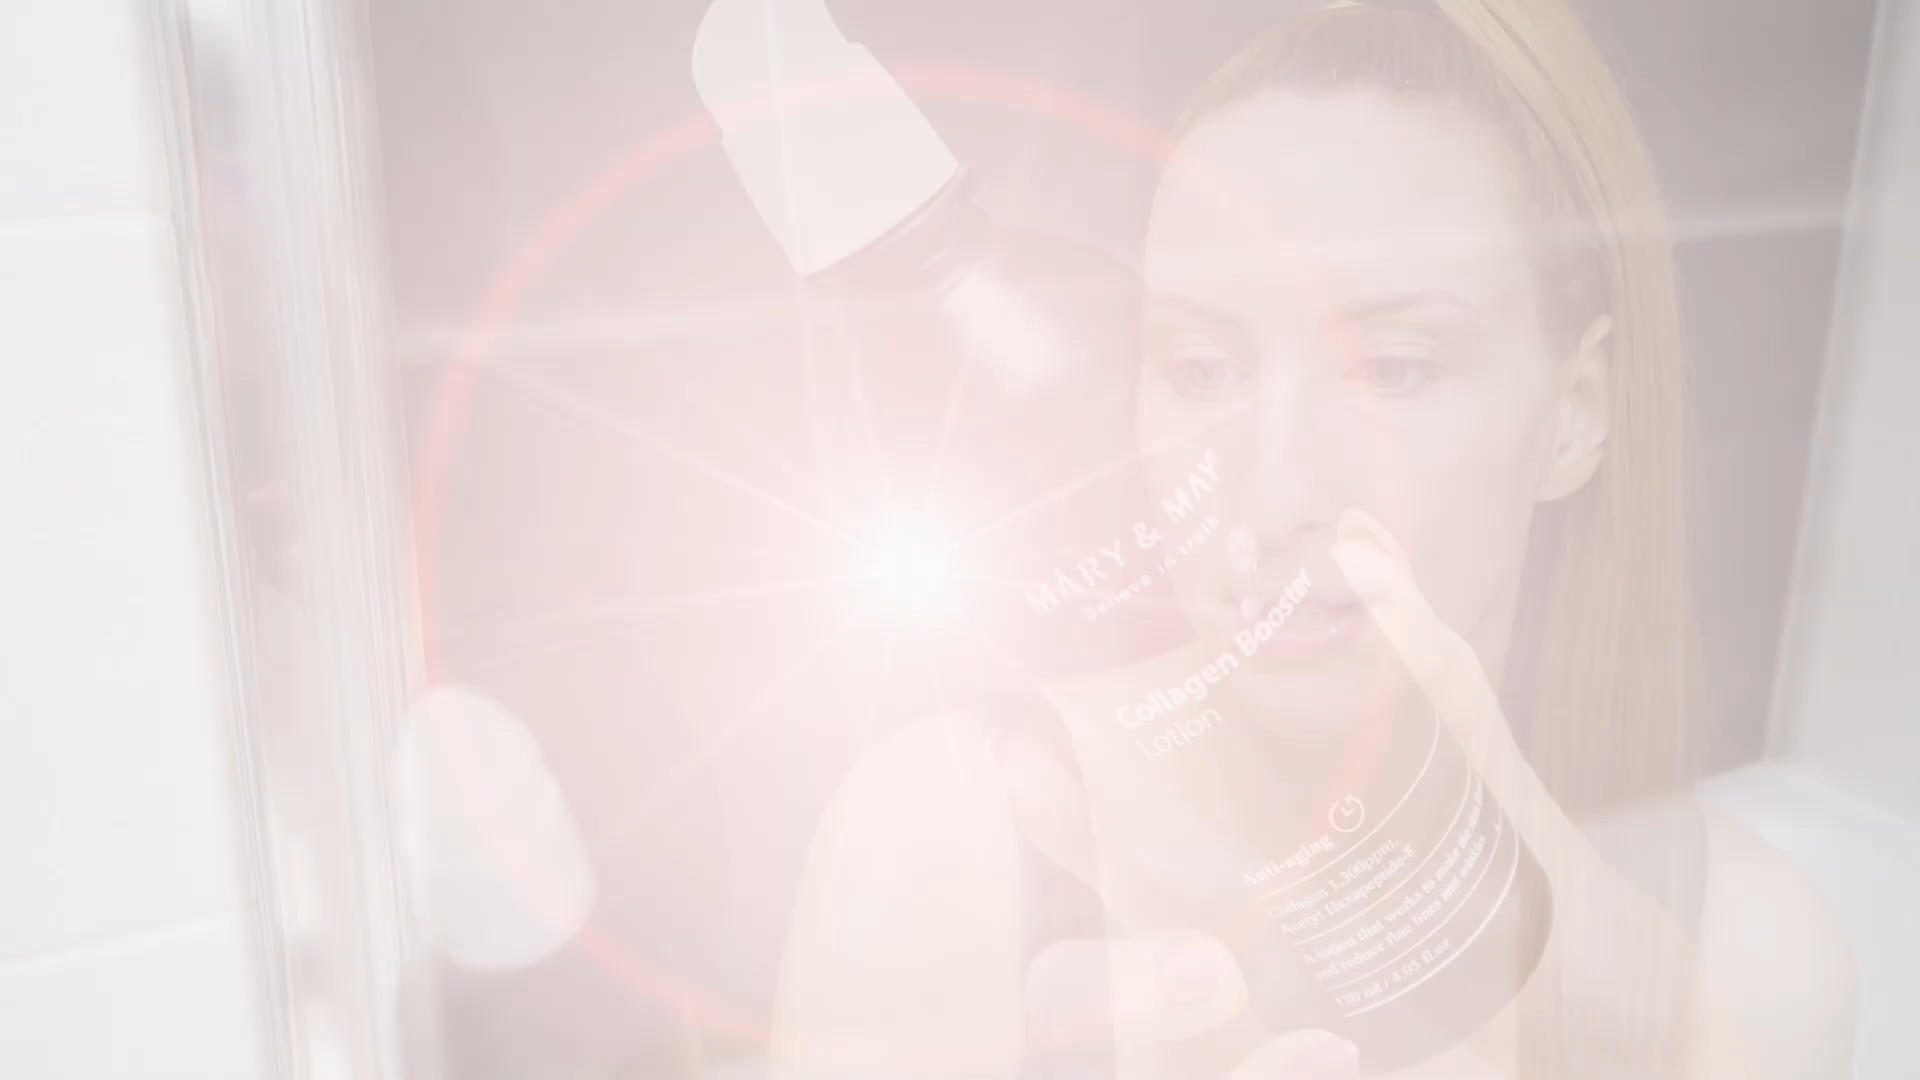 MARY & MAY
Believe in truth
Collagen Booster
Lotion
Anti-aging
Collagen 1,300ppm.
Acetyl Hexapeptide-8
A lotion that works to make the skin
and reduce fine lines and wrinkles
120 ml / 4.05 fl.oz